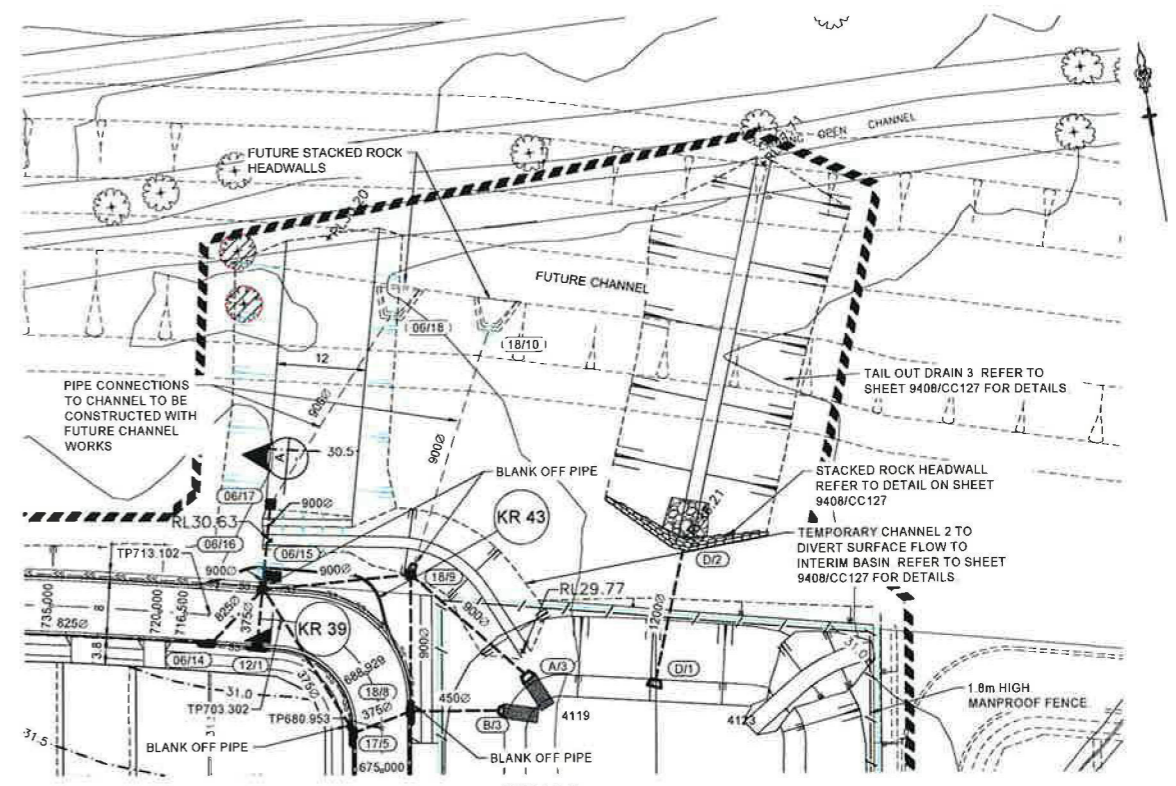 FUTURE STACKED ROCK
HEADWALLS
OPEN CHANNEL
FUTURE CHANNEL
06/18
18/10
12
PIPE CONNECTIONS
TO CHANNEL TO BE
CONSTRUCTED WITH
FUTURE CHANNEL
WORKS
900Ø
900Ø
A
30.5
TAIL OUT DRAIN 3 REFER TO
SHEET 9408/CC127 FOR DETAILS
BLANK OFF PIPE
STACKED ROCK HEADWALL
REFER TO DETAIL ON SHEET
9408/CC127
06/17
900Ø
KR 43
RL30.63
06/16
06/15
TEMPORARY CHANNEL 2 TO
DIVERT SURFACE FLOW TO
INTERIM BASIN REFER TO SHEET
9408/CC127 FOR DETAILS
D/2
TP713.102
900Ø
900Ø
18/9
RL29.77
735.000
8
720.000
716.500
825Ø
825Ø
375Ø
KR 39
900Ø
900Ø
1200Ø
3.8
06/14
12/1
688.929
A/3
D/1
31.0
31.0
375Ø
18/8
375Ø
450Ø
1.8m HIGH
MANPROOF FENCE
TP703.302
TP680.953
B/3
4119
4123
31.5
BLANK OFF PIPE
17/5
BLANK OFF PIPE
675.000